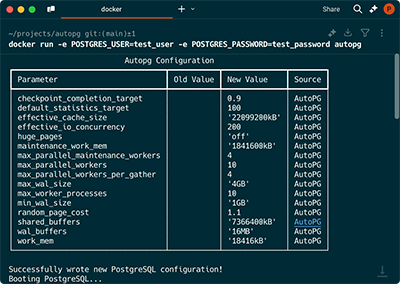 docker
Share
~/projects/autopg git:(main)±1
docker run -e POSTGRES_USER=test_user -e POSTGRES_PASSWORD=test_password autopg
Autopg Configuration
Parameter Old Value New Value Source
checkpoint_completion_target 0.9 AutoPG
default_statistics_target 100 AutoPG
effective_cache_size '22099200kB' AutoPG
effective_io_concurrency 200 AutoPG
huge_pages 'off' AutoPG
maintenance_work_mem '1841600kB' AutoPG
max_parallel_maintenance_workers 4 AutoPG
max_parallel_workers 10 AutoPG
max_parallel_workers_per_gather 4 AutoPG
max_wal_size '4GB' AutoPG
max_worker_processes 10 AutoPG
min_wal_size '1GB' AutoPG
random_page_cost 1.1 AutoPG
shared_buffers '7366400kB' AutoPG
wal_buffers '16MB' AutoPG
work_mem '18416kB' AutoPG
Successfully wrote new PostgreSQL configuration!
Booting PostgreSQL...